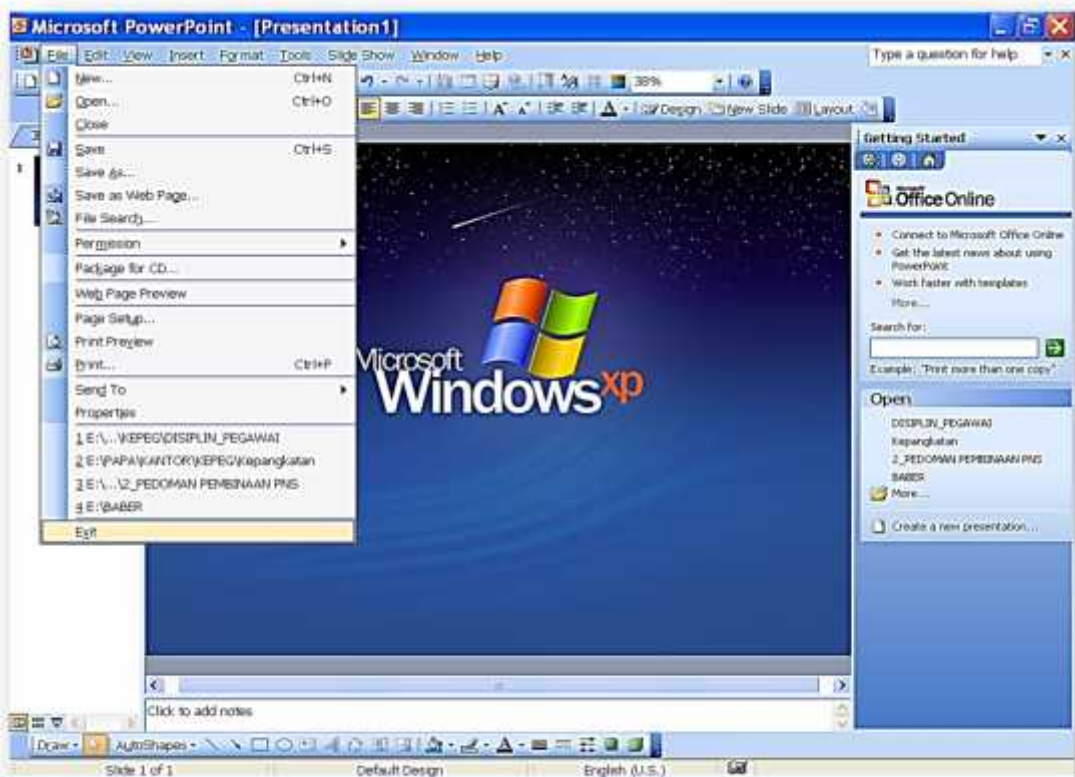 Microsoft PowerPoint - [Presentation1]
File Edit View Insert Format Tools Slide Show Window Help
Type a question for help
38%
Design New Slide Layout
New... Ctrl+N
Open... Ctrl+O
Close
Save Ctrl+S
Save As...
Save as Web Page...
File Search...
Permission
Package for CD...
Web Page Preview
Page Setup...
Print Preview
Print... Ctrl+P
Send To
Properties
1 E:\...\KEPEG\DISIPLIN_PEGAWAI
2 E:\PAPA\KANTOR\KEPEG\Kepangkatan
3 E:\...\2_PEDOMAN PEMBINAAN PNS
4 E:\BABER
Exit
1
Microsoft
Windows xp
Getting Started
Microsoft
Office Online
Connect to Microsoft Office Online
Get the latest news about using
PowerPoint
Work faster with templates
More...
Search for:
Example: "Print more than one copy"
Open
DISIPLIN_PEGAWAI
Kepangkatan
2_PEDOMAN PEMBINAAN PNS
BABER
More...
Create a new presentation...
Click to add notes
Draw AutoShapes
Slide 1 of 1 Default Design English (U.S.)